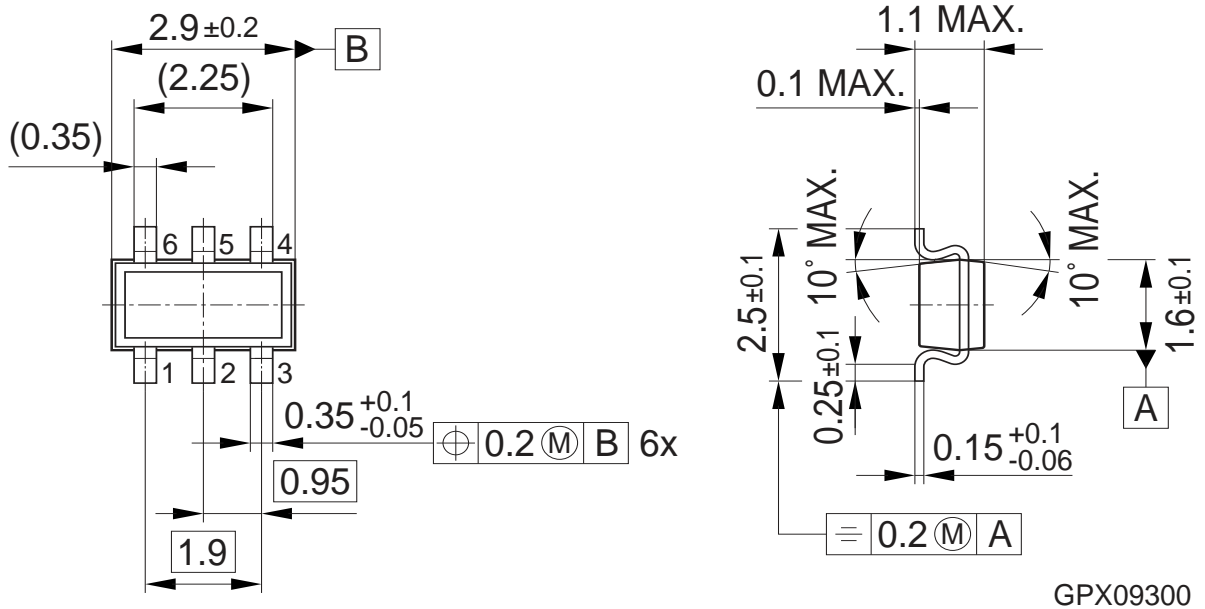 2.9 ±0.2
B
(2.25)
(0.35)
6 5 4
1 2 3
0.35 +0.1 -0.05
⌖ 0.2 Ⓜ B 6x
0.95
1.9
1.1 MAX.
0.1 MAX.
10° MAX.
10° MAX.
2.5±0.1
0.25±0.1
1.6±0.1
A
0.15 +0.1 -0.06
⌯ 0.2 Ⓜ A
GPX09300